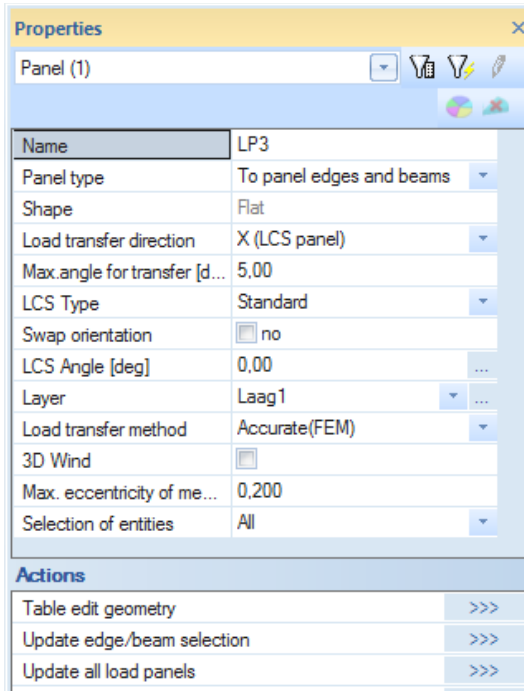 Properties
Panel (1)
Name LP3
Panel type To panel edges and beams
Shape Flat
Load transfer direction X (LCS panel)
Max.angle for transfer [d... 5,00
LCS Type Standard
Swap orientation no
LCS Angle [deg] 0,00 ...
Layer Laag1 ...
Load transfer method Accurate(FEM)
3D Wind
Max. eccentricity of me... 0,200
Selection of entities All
Actions
Table edit geometry >>>
Update edge/beam selection >>>
Update all load panels >>>